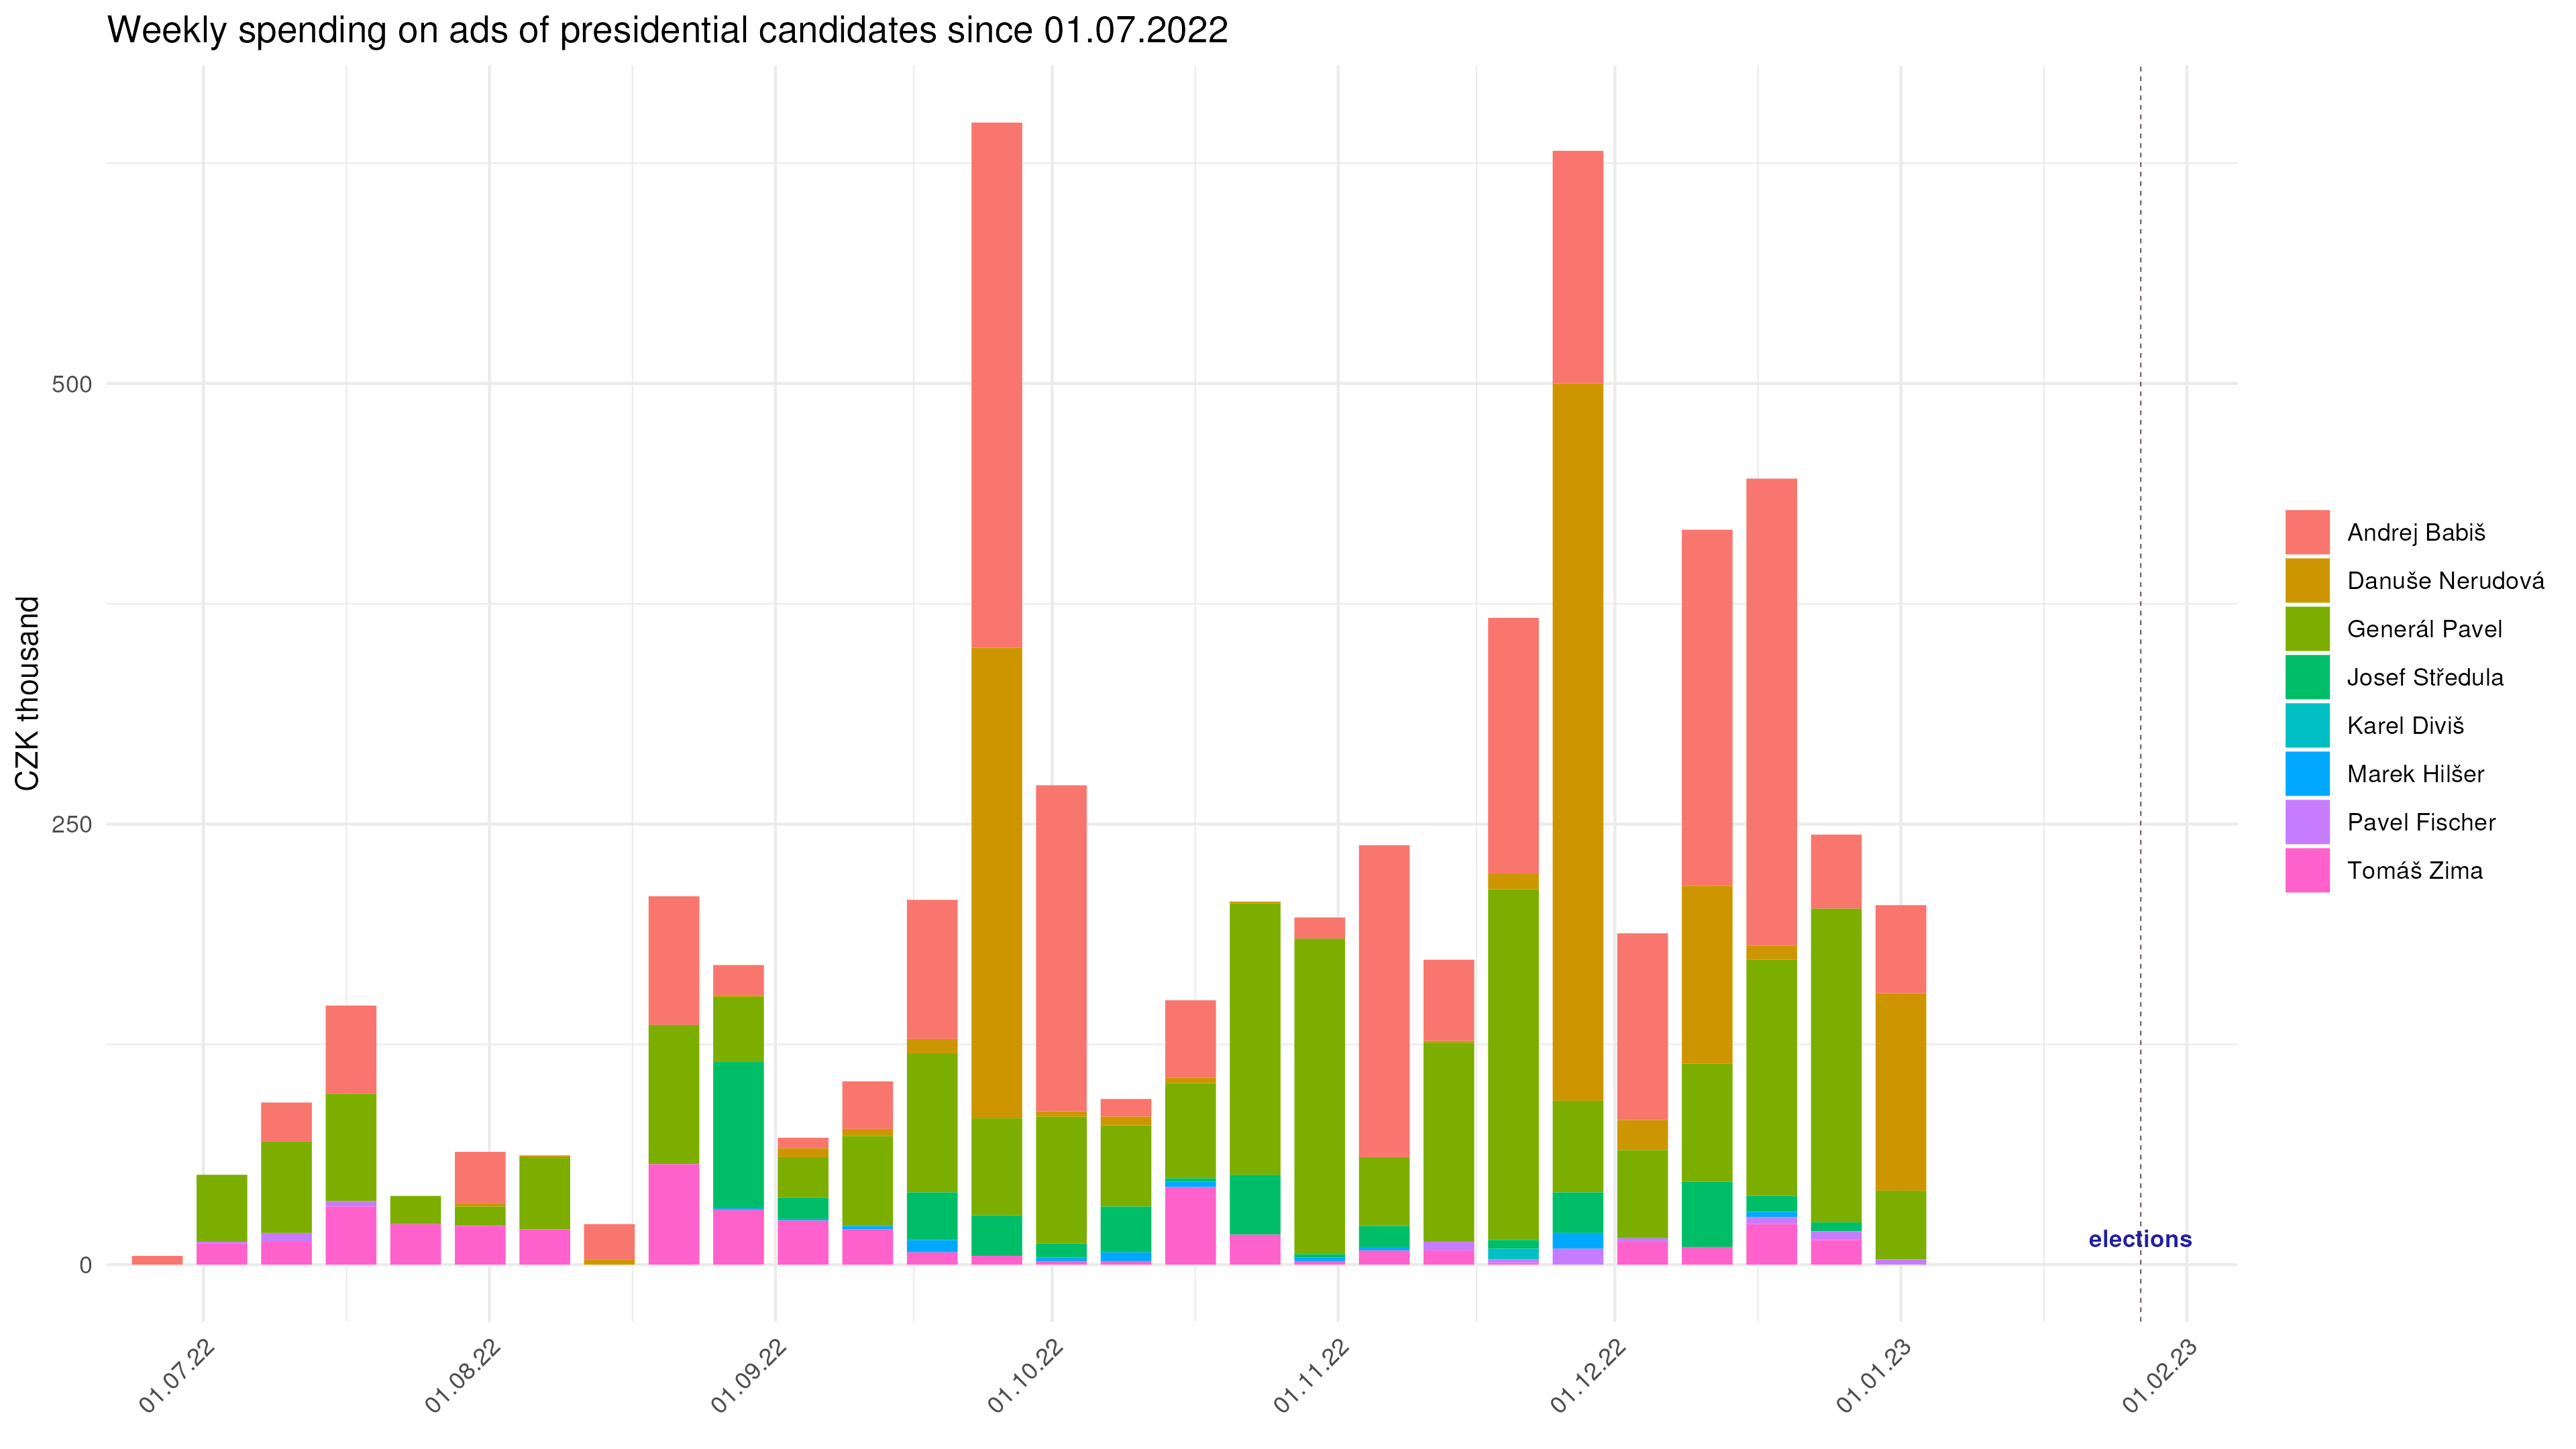 Weekly spending on ads of presidential candidates since 01.07.2022
CZK thousand
500
250
0
elections
01.07.22
01.08.22
01.09.22
01.10.22
01.11.22
01.12.22
01.01.23
01.02.23
Andrej Babiš
Danuše Nerudová
Generál Pavel
Josef Středula
Karel Diviš
Marek Hilšer
Pavel Fischer
Tomáš Zima